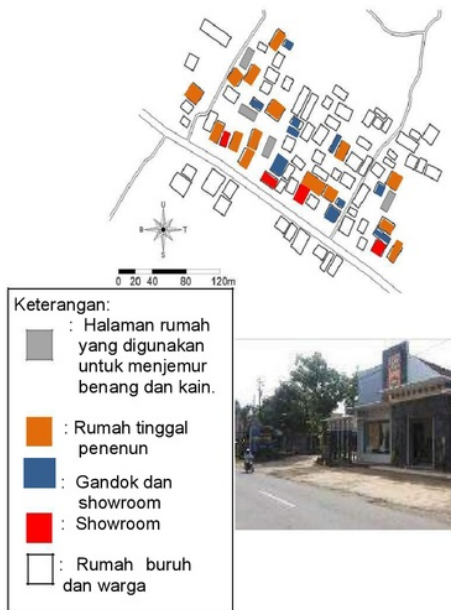 U
B T
S
0 20 40 80 120m
Keterangan:
: Halaman rumah
yang digunakan
untuk menjemur
benang dan kain.
: Rumah tinggal
penenun
: Gandok dan
showroom
: Showroom
: Rumah buruh
dan warga